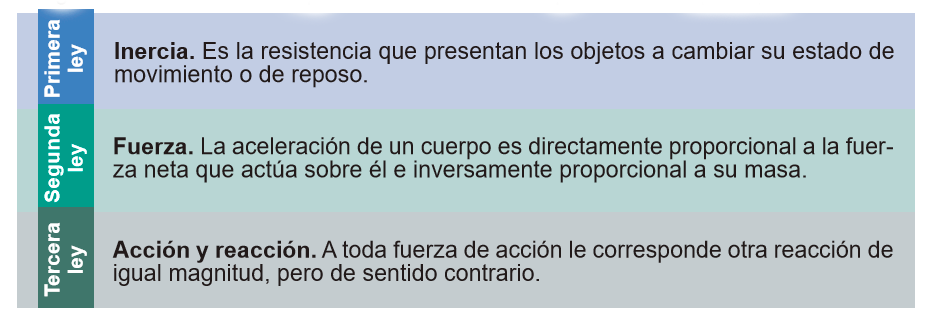 Primera
ley
Inercia. Es la resistencia que presentan los objetos a cambiar su estado de
movimiento o de reposo.
Segunda
ley
Fuerza. La aceleración de un cuerpo es directamente proporcional a la fuer-
za neta que actúa sobre él e inversamente proporcional a su masa.
Tercera
ley
Acción y reacción. A toda fuerza de acción le corresponde otra reacción de
igual magnitud, pero de sentido contrario.